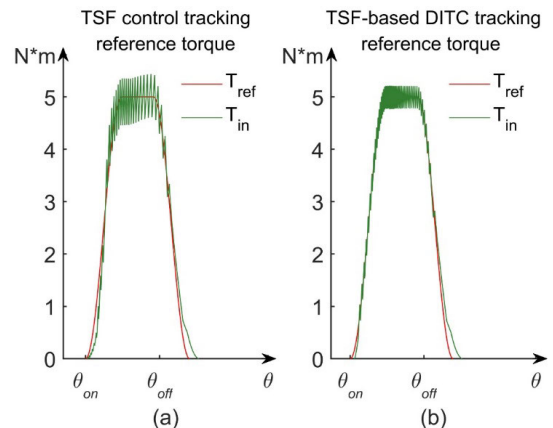 TSF control tracking
reference torque
N*m
T_ref
T_in
5
4
3
2
1
0
θ_on
θ_off
θ
(a)
TSF-based DITC tracking
reference torque
N*m
T_ref
T_in
5
4
3
2
1
0
θ_on
θ_off
θ
(b)